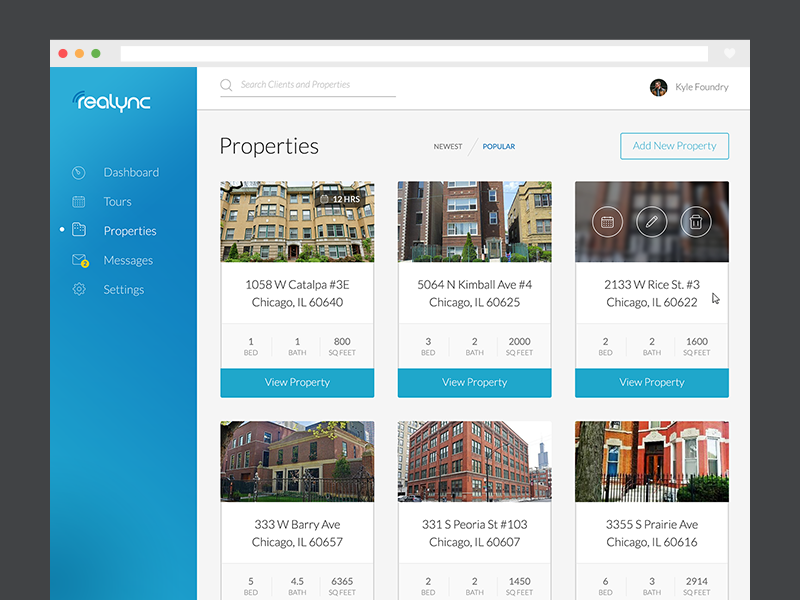 realync
Search Clients and Properties
Kyle Foundry
Dashboard
Tours
Properties
2
Messages
Settings
Properties
NEWEST
POPULAR
Add New Property
12 HRS
1058 W Catalpa #3E
Chicago, IL 60640
1 1 800
BED BATH SQ FEET
View Property
5064 N Kimball Ave #4
Chicago, IL 60625
3 2 2000
BED BATH SQ FEET
View Property
2133 W Rice St. #3
Chicago, IL 60622
2 2 1600
BED BATH SQ FEET
View Property
333 W Barry Ave
Chicago, IL 60657
5 4.5 6365
BED BATH SQ FEET
331 S Peoria St #103
Chicago, IL 60607
2 2 1450
BED BATH SQ FEET
3355 S Prairie Ave
Chicago, IL 60616
6 3 2914
BED BATH SQ FEET